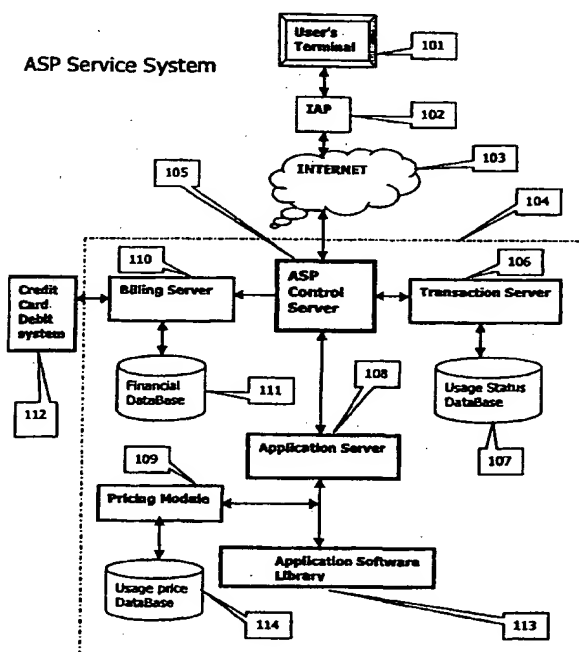 ASP Service System
User's
Terminal
101
IAP
102
INTERNET
103
105
104
110
106
Credit
Card
Debit
system
Billing Server
ASP
Control
Server
Transaction Server
112
Financial
DataBase
111
108
Usage Status
DataBase
107
109
Application Server
Pricing Module
Application Software
Library
Usage price
DataBase
114
113